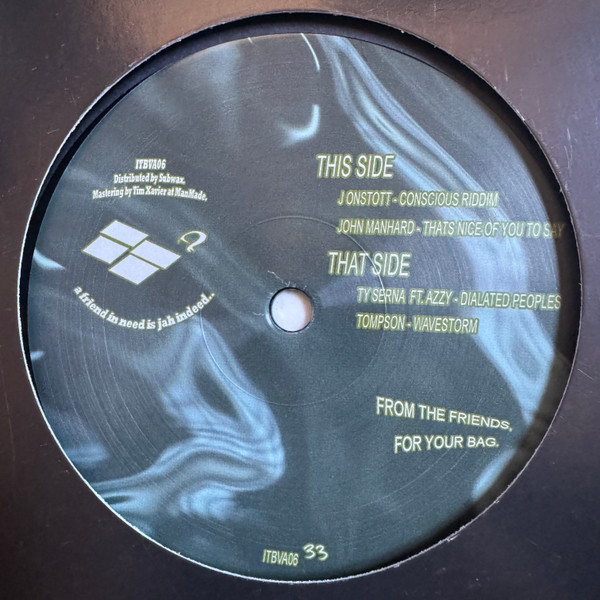 ITBVA06
Distributed by Subwax.
Mastering by Tim Xavier at ManMade.
a friend in need is jah indeed..
THIS SIDE
J ONSTOTT - CONSCIOUS RIDDIM
JOHN MANHARD - THATS NICE OF YOU TO SAY
THAT SIDE
TY SERNA FT. AZZY - DIALATED PEOPLES
TOMPSON - WAVESTORM
FROM THE FRIENDS,
FOR YOUR BAG.
ITBVA06 33